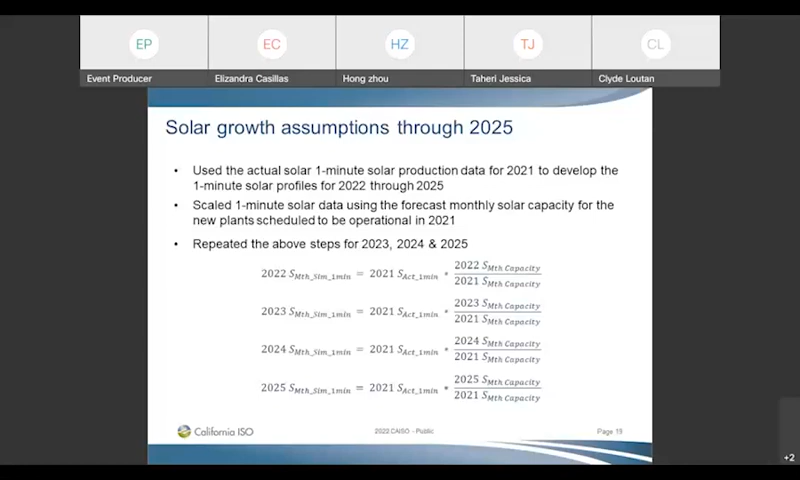 EP
EC
HZ
TJ
CL
Event Producer
Elizandra Casillas
Hong zhou
Taheri Jessica
Clyde Loutan
Solar growth assumptions through 2025
• Used the actual solar 1-minute solar production data for 2021 to develop the
1-minute solar profiles for 2022 through 2025
• Scaled 1-minute solar data using the forecast monthly solar capacity for the
new plants scheduled to be operational in 2021
• Repeated the above steps for 2023, 2024 & 2025
2022 S_Mth_Sim_1min = 2021 S_Act_1min * 2022 S_Mth Capacity / 2021 S_Mth Capacity
2023 S_Mth_Sim_1min = 2021 S_Act_1min * 2023 S_Mth Capacity / 2021 S_Mth Capacity
2024 S_Mth_Sim_1min = 2021 S_Act_1min * 2024 S_Mth Capacity / 2021 S_Mth Capacity
2025 S_Mth_Sim_1min = 2021 S_Act_1min * 2025 S_Mth Capacity / 2021 S_Mth Capacity
California ISO
2022 CAISO - Public
Page 19
+2